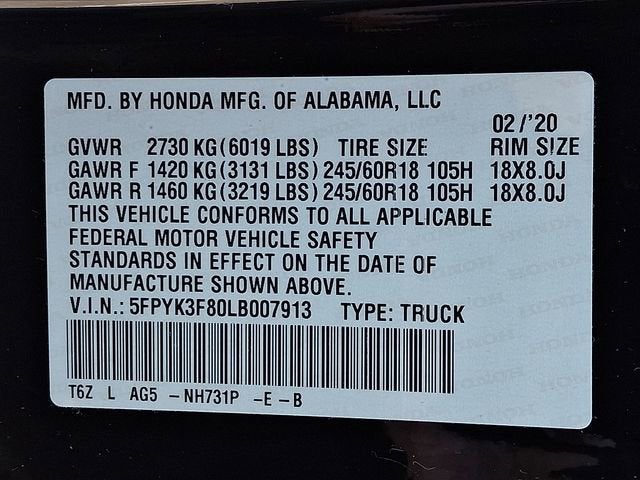 MFD. BY HONDA MFG. OF ALABAMA, LLC
02/'20
GVWR 2730 KG(6019 LBS) TIRE SIZE RIM SIZE
GAWR F 1420 KG(3131 LBS) 245/60R18 105H 18X8.0J
GAWR R 1460 KG(3219 LBS) 245/60R18 105H 18X8.0J
THIS VEHICLE CONFORMS TO ALL APPLICABLE
FEDERAL MOTOR VEHICLE SAFETY
STANDARDS IN EFFECT ON THE DATE OF
MANUFACTURE SHOWN ABOVE.
V.I.N.: 5FPYK3F80LB007913 TYPE: TRUCK
T6Z L AG5 – NH731P – E – B